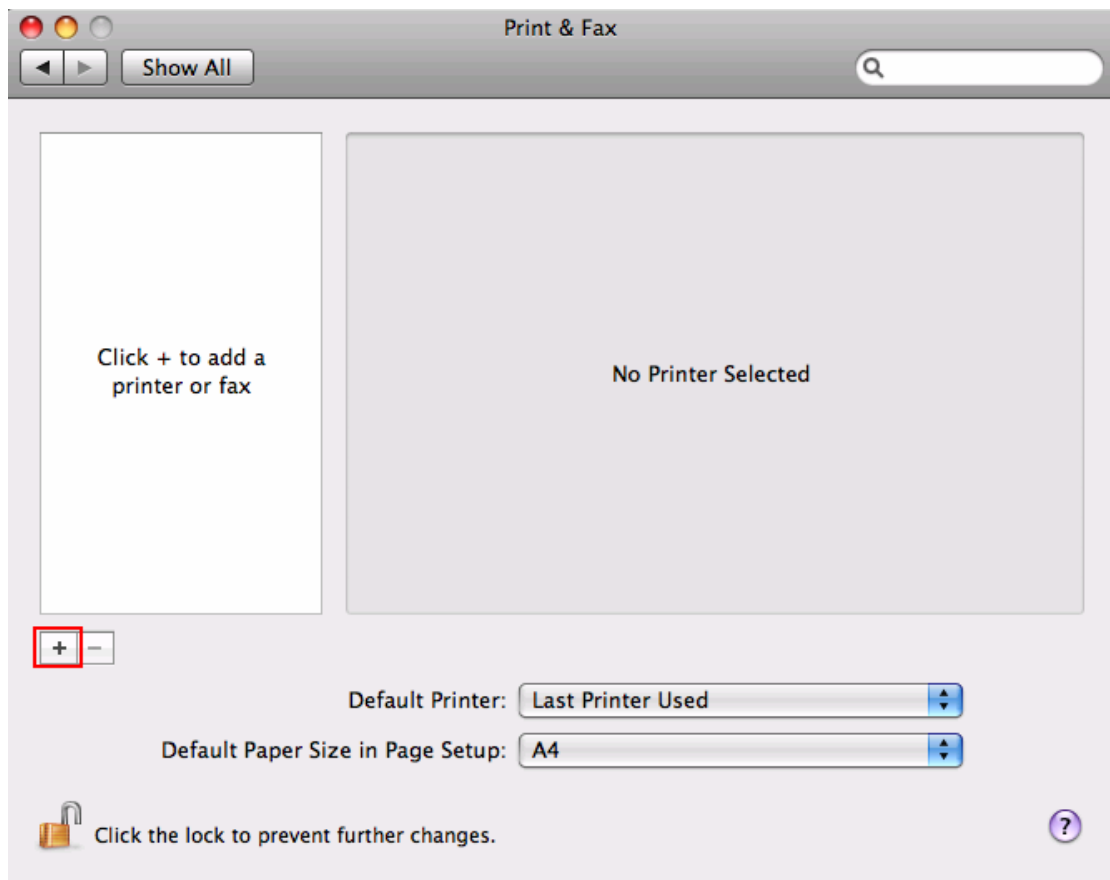 Print & Fax
Show All
Click + to add a
printer or fax
No Printer Selected
+ −
Default Printer: Last Printer Used
Default Paper Size in Page Setup: A4
Click the lock to prevent further changes.
?